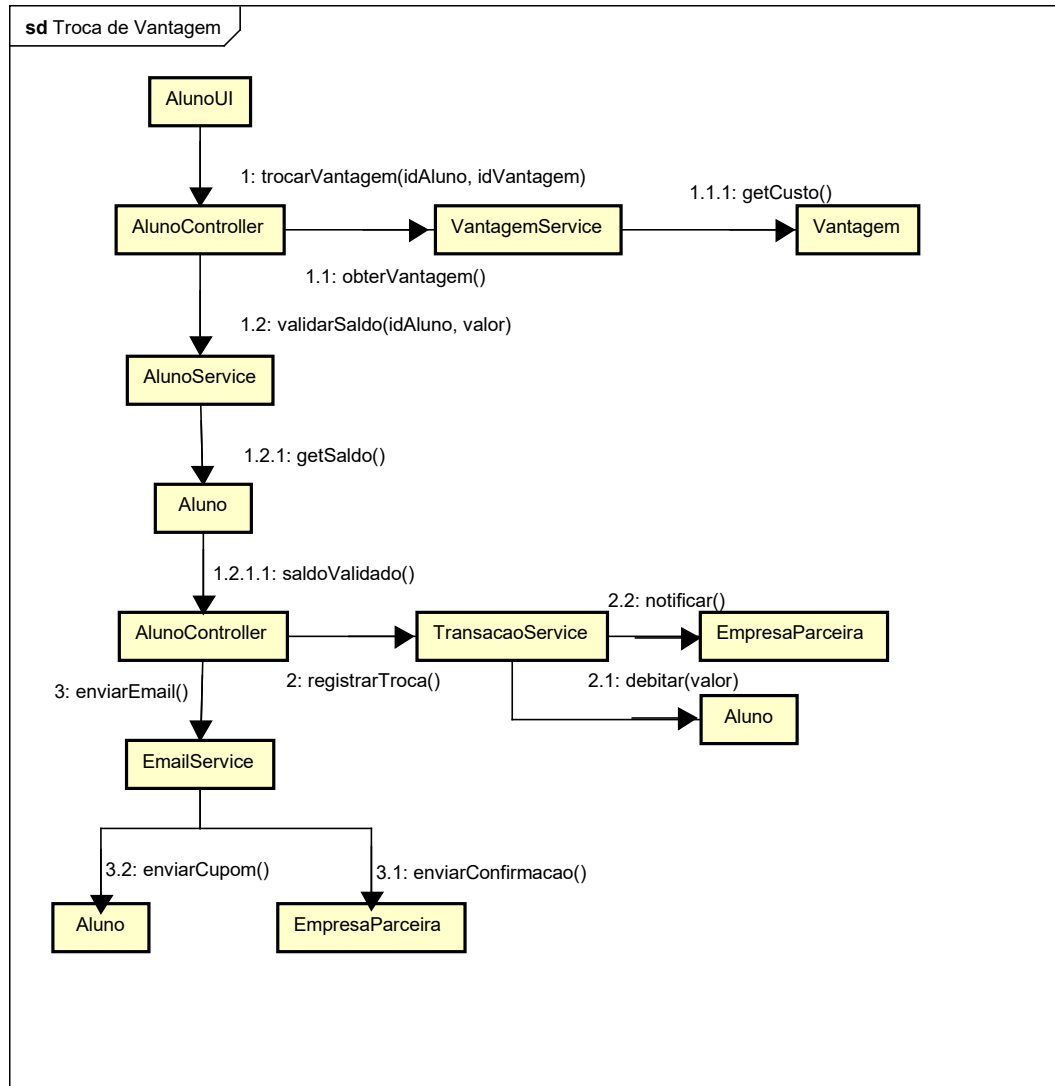 sd Troca de Vantagem
AlunoUI
1: trocarVantagem(idAluno, idVantagem)
1.1.1: getCusto()
AlunoController
VantagemService
Vantagem
1.1: obterVantagem()
1.2: validarSaldo(idAluno, valor)
AlunoService
1.2.1: getSaldo()
Aluno
1.2.1.1: saldoValidado()
2.2: notificar()
AlunoController
TransacaoService
EmpresaParceira
3: enviarEmail()
2: registrarTroca()
2.1: debitar(valor)
Aluno
EmailService
3.2: enviarCupom()
3.1: enviarConfirmacao()
Aluno
EmpresaParceira